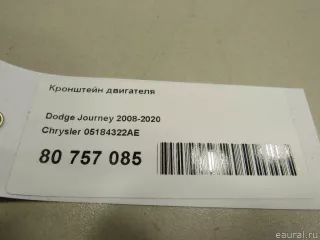 Кронштейн двигателя
Dodge Journey 2008-2020
Chrysler 05184322AE
80 757 085
eaural.ru